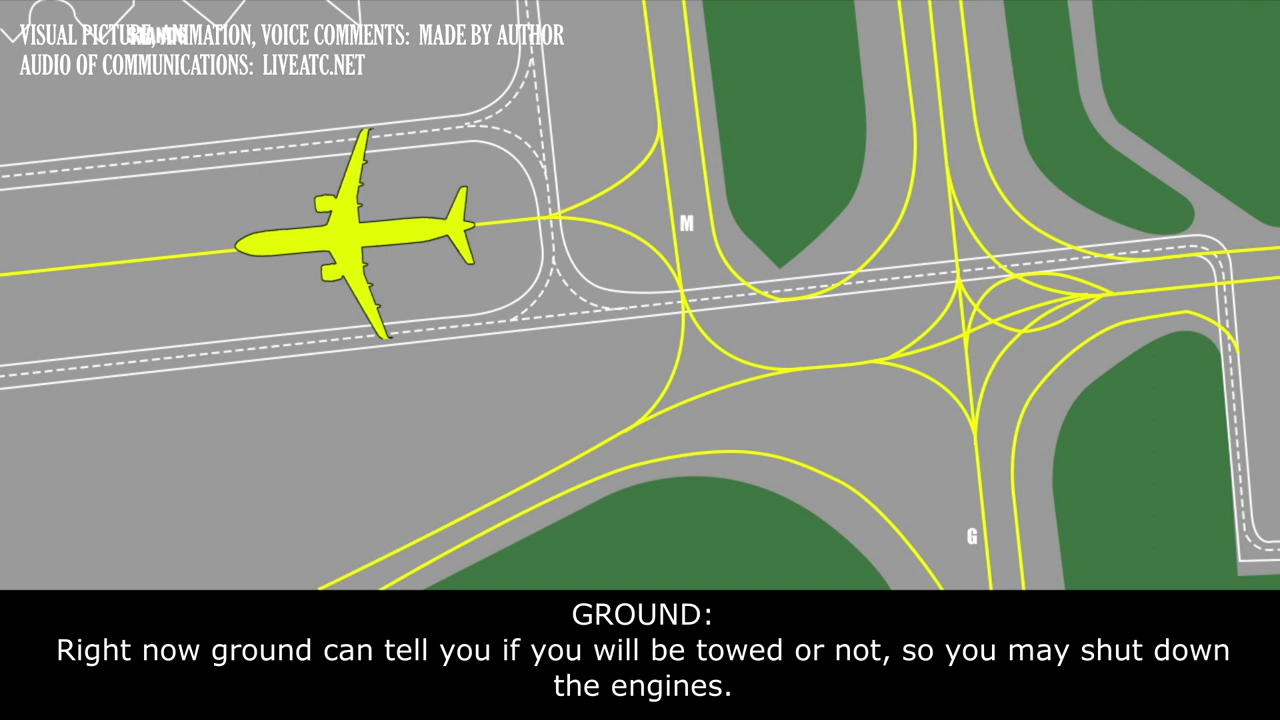 VISUAL PICTURE, ANIMATION, VOICE COMMENTS: MADE BY AUTHOR
AUDIO OF COMMUNICATIONS: LIVEATC.NET
M
G
GROUND:
Right now ground can tell you if you will be towed or not, so you may shut down
the engines.